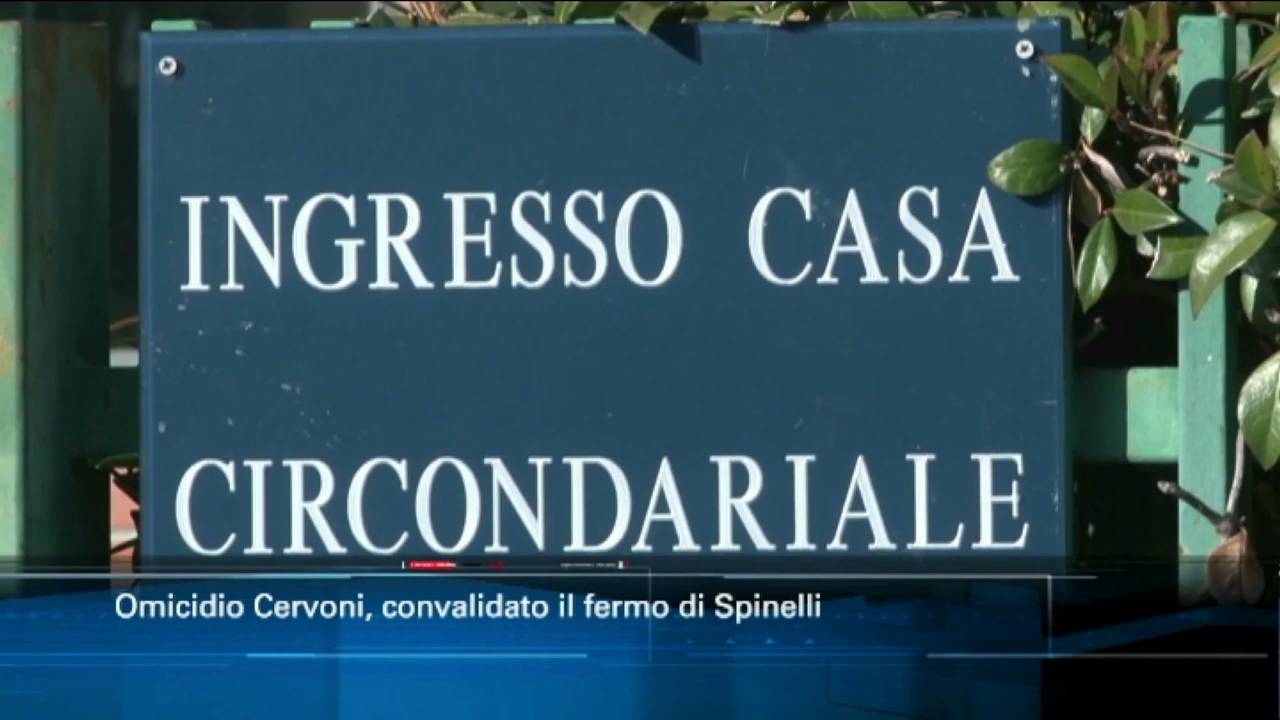 INGRESSO CASA
CIRCONDARIALE
Omicidio Cervoni, convalidato il fermo di Spinelli